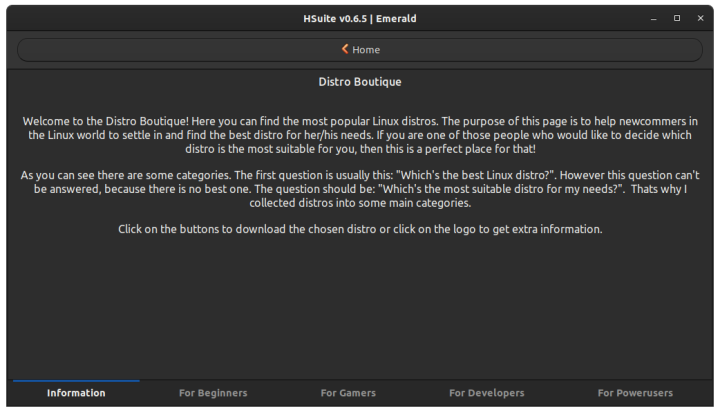 HSuite v0.6.5 | Emerald
Home
Distro Boutique
Welcome to the Distro Boutique! Here you can find the most popular Linux distros. The purpose of this page is to help newcommers in
the Linux world to settle in and find the best distro for her/his needs. If you are one of those people who would like to decide which
distro is the most suitable for you, then this is a perfect place for that!
As you can see there are some categories. The first question is usually this: "Which's the best Linux distro?". However this question can't
be answered, because there is no best one. The question should be: "Which's the most suitable distro for my needs?". Thats why I
collected distros into some main categories.
Click on the buttons to download the chosen distro or click on the logo to get extra information.
Information For Beginners For Gamers For Developers For Powerusers